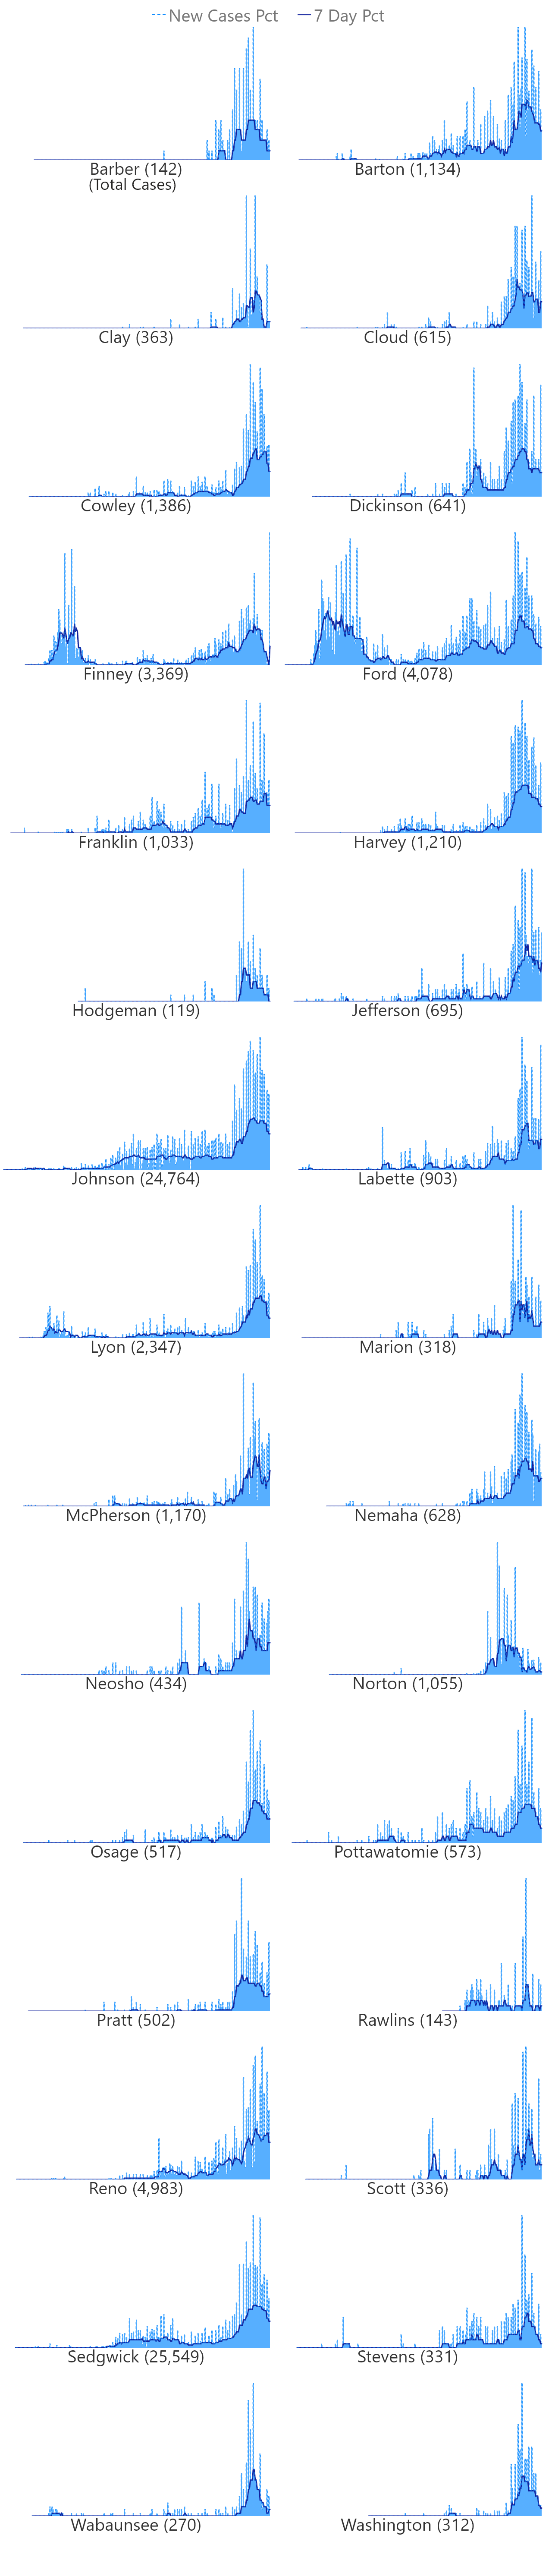 New Cases Pct 7 Day Pct
Barber (142) Barton (1,134)
(Total Cases)
Clay (363) Cloud (615)
Cowley (1,386) Dickinson (641)
Finney (3,369) Ford (4,078)
Franklin (1,033) Harvey (1,210)
Hodgeman (119) Jefferson (695)
Johnson (24,764) Labette (903)
Lyon (2,347) Marion (318)
McPherson (1,170) Nemaha (628)
Neosho (434) Norton (1,055)
Osage (517) Pottawatomie (573)
Pratt (502) Rawlins (143)
Reno (4,983) Scott (336)
Sedgwick (25,549) Stevens (331)
Wabaunsee (270) Washington (312)